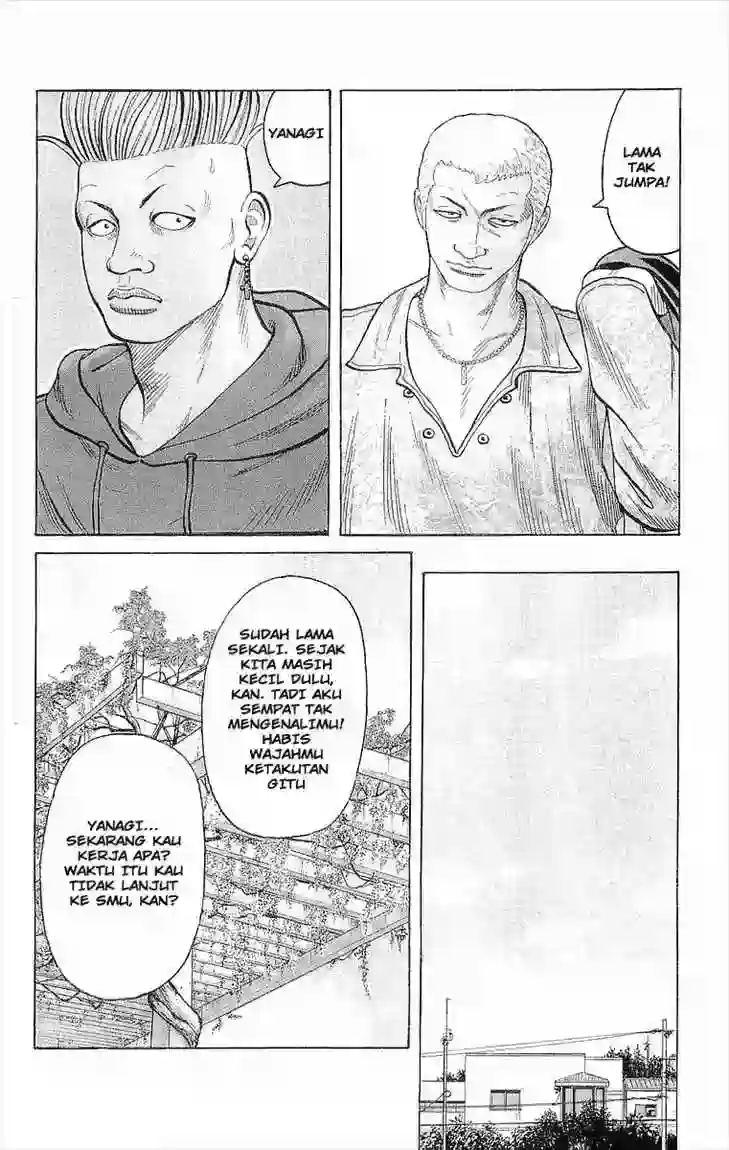 LAMA
TAK
JUMPA!
YANAGI
SUDAH LAMA
SEKALI. SEJAK
KITA MASIH
KECIL DULU,
KAN. TADI AKU
SEMPAT TAK
MENGENALIMU!
HABIS
WAJAHMU
KETAKUTAN
GITU
YANAGI...
SEKARANG KAU
KERJA APA?
WAKTU ITU KAU
TIDAK LANJUT
KE SMU, KAN?